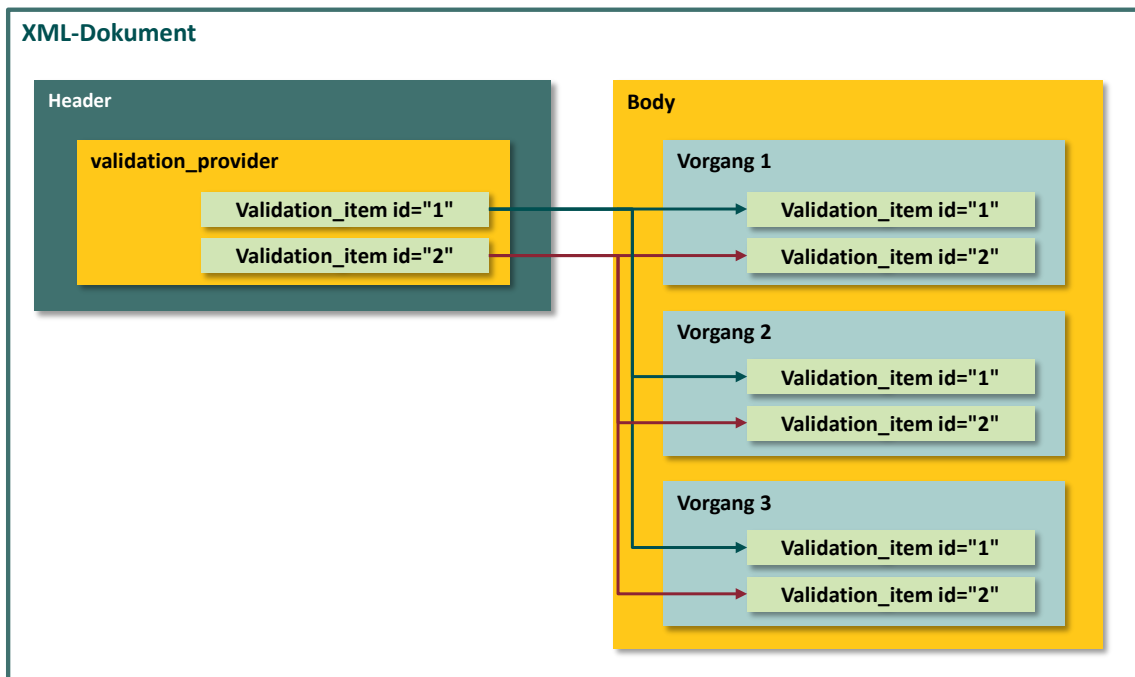 XML-Dokument
Header
validation_provider
Validation_item id="1"
Validation_item id="2"
Body
Vorgang 1
Validation_item id="1"
Validation_item id="2"
Vorgang 2
Validation_item id="1"
Validation_item id="2"
Vorgang 3
Validation_item id="1"
Validation_item id="2"